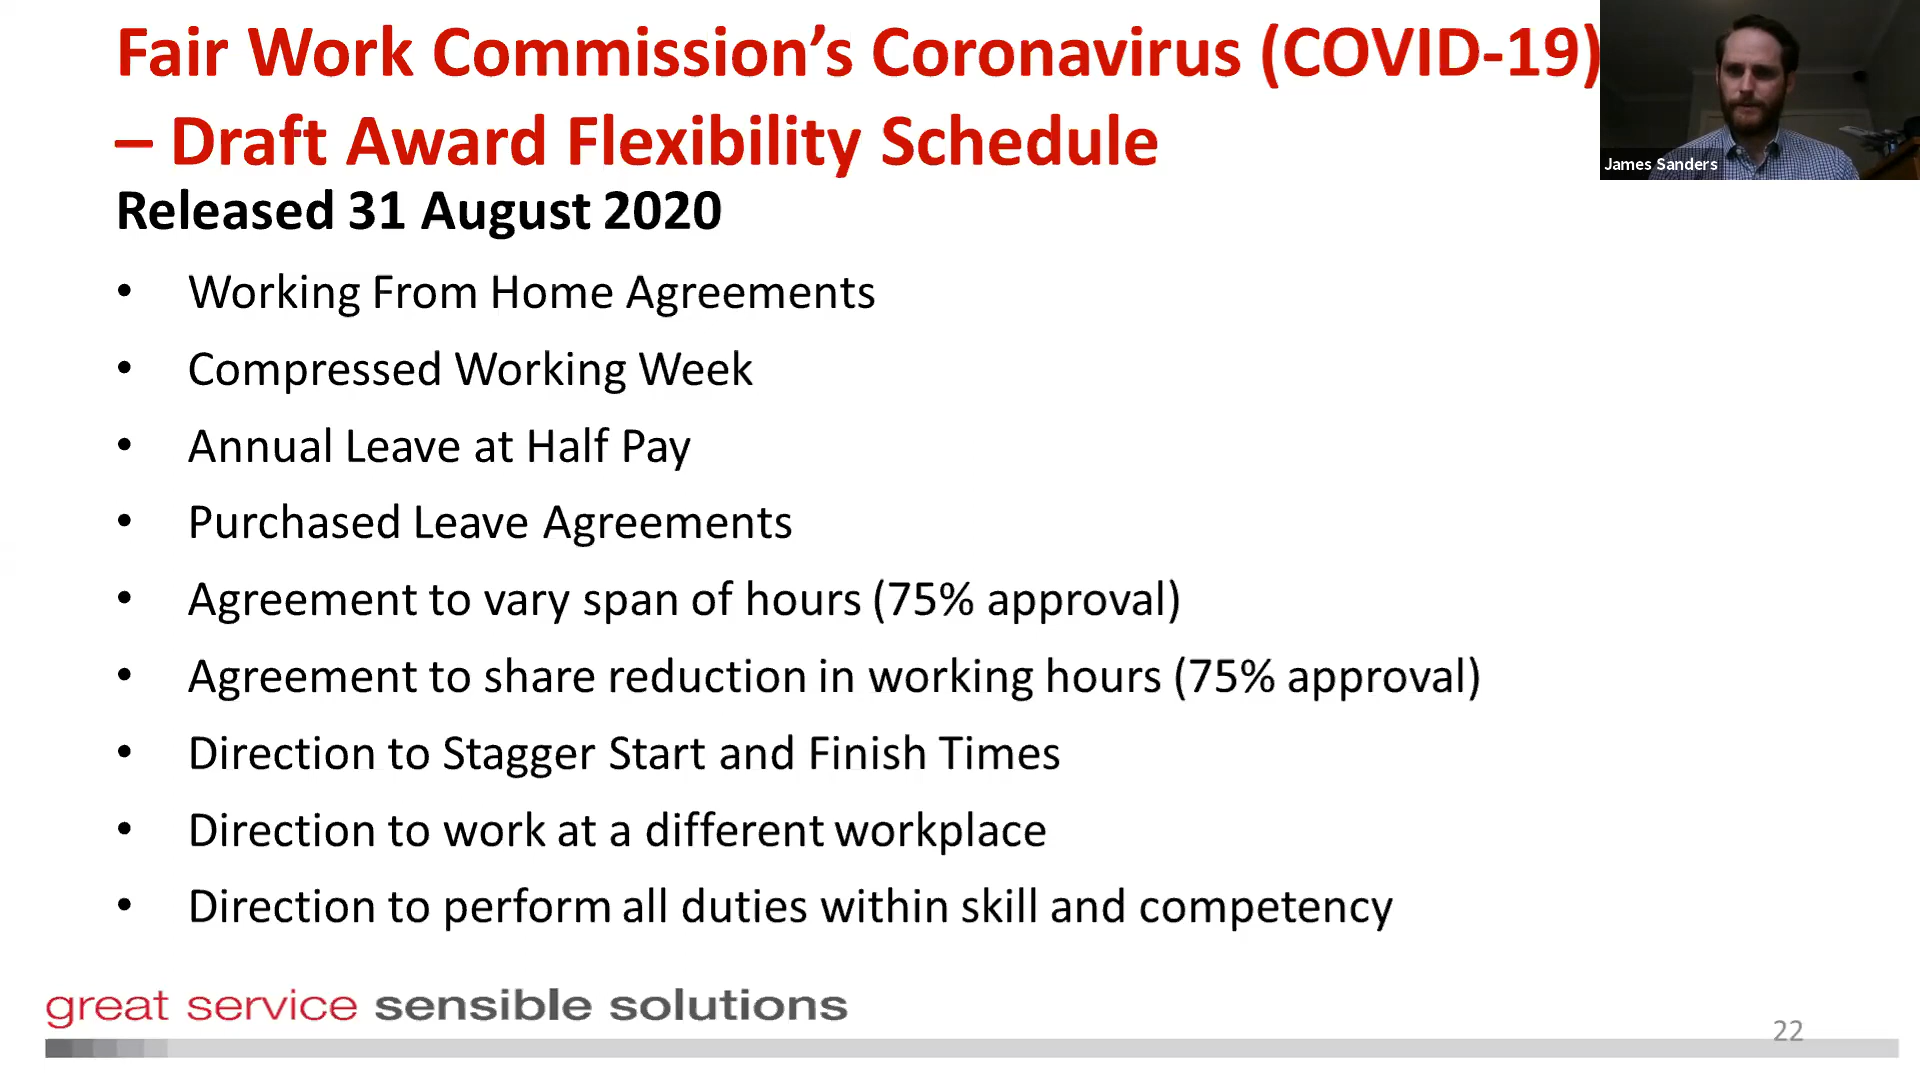 Fair Work Commission’s Coronavirus (COVID-19)
– Draft Award Flexibility Schedule
Released 31 August 2020
• Working From Home Agreements
• Compressed Working Week
• Annual Leave at Half Pay
• Purchased Leave Agreements
• Agreement to vary span of hours (75% approval)
• Agreement to share reduction in working hours (75% approval)
• Direction to Stagger Start and Finish Times
• Direction to work at a different workplace
• Direction to perform all duties within skill and competency
James Sanders
great service sensible solutions
22